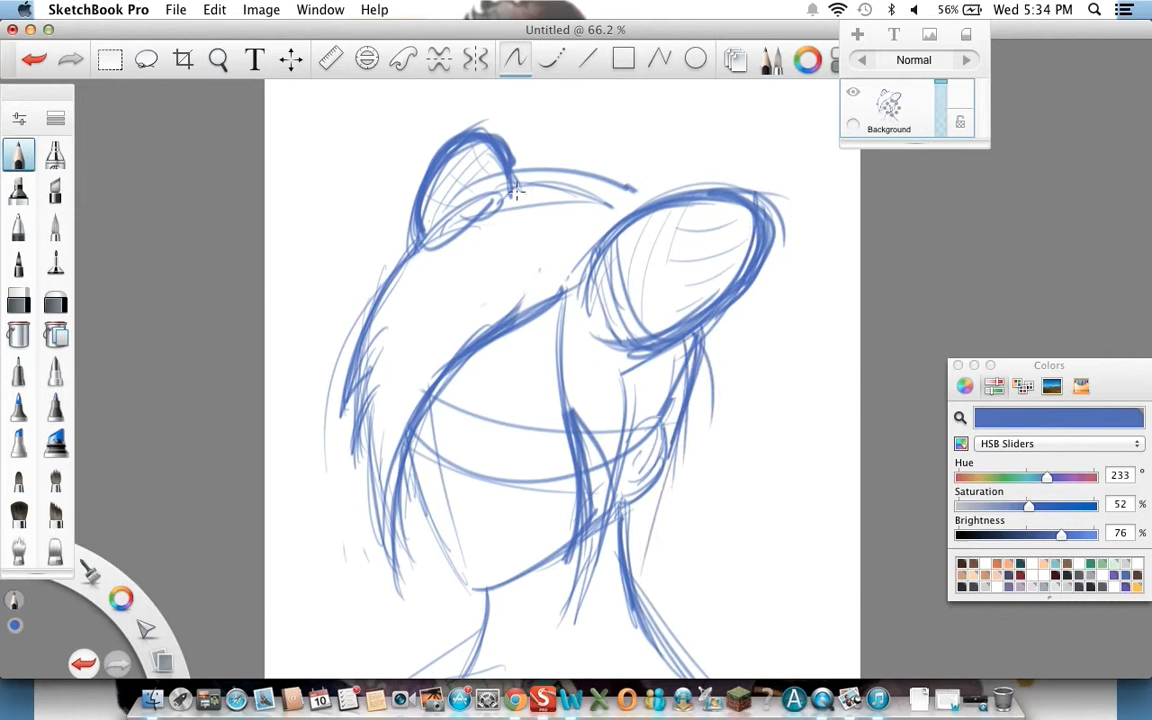 SketchBook Pro File Edit Image Window Help 56% Wed 5:34 PM
Untitled @ 66.2 %
T
T
Normal
Background
Colors
HSB Sliders
Hue
233 °
Saturation
52 %
Brightness
76 %
10